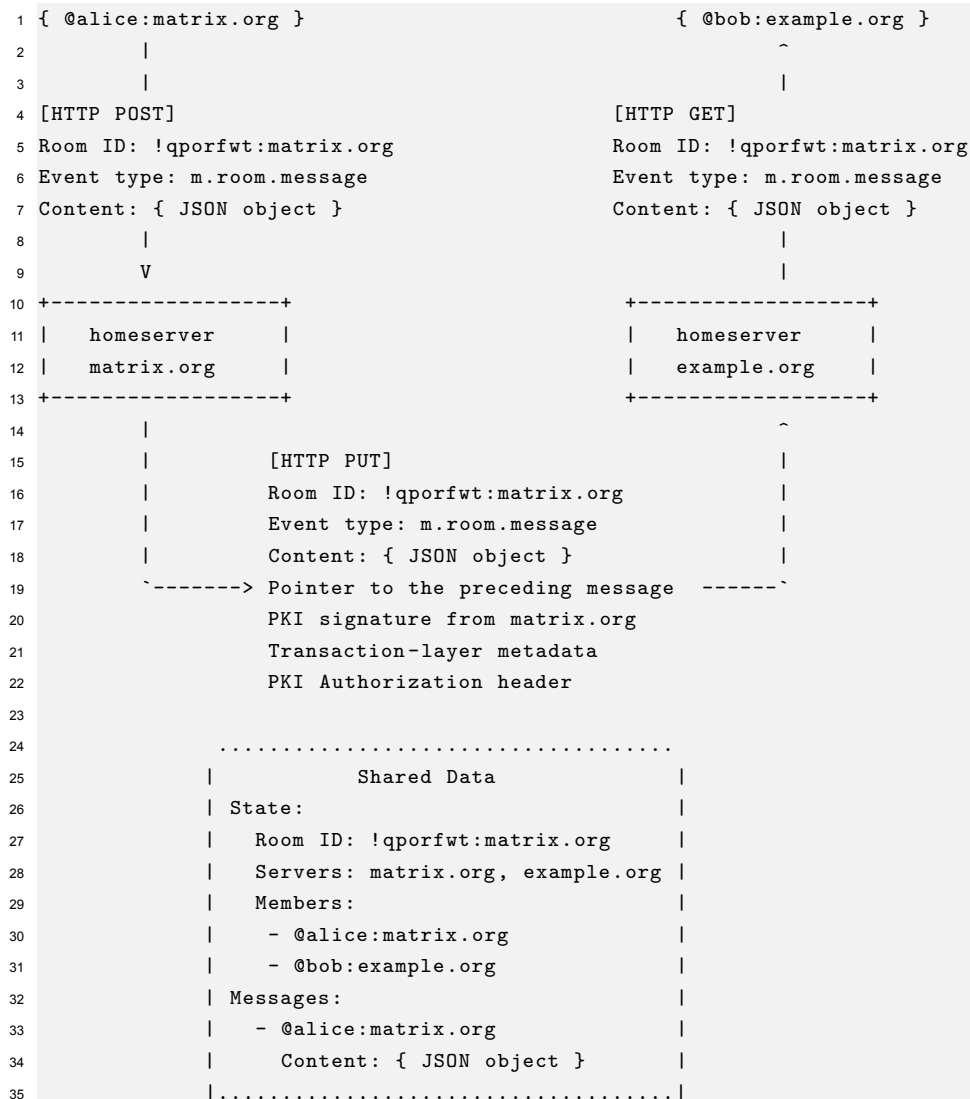 1 { @alice:matrix.org }                             { @bob:example.org }
2         |                                                  ^
3         |                                                  |
4 [HTTP POST]                                  [HTTP GET]
5 Room ID: !qporfwt:matrix.org                 Room ID: !qporfwt:matrix.org
6 Event type: m.room.message                   Event type: m.room.message
7 Content: { JSON object }                     Content: { JSON object }
8         |                                                  |
9         V                                                  |
10 +------------------+                          +------------------+
11 |   homeserver     |                          |   homeserver     |
12 |   matrix.org     |                          |   example.org    |
13 +------------------+                          +------------------+
14         |                                                  ^
15         |         [HTTP PUT]                               |
16         |         Room ID: !qporfwt:matrix.org             |
17         |         Event type: m.room.message               |
18         |         Content: { JSON object }                 |
19         `-------> Pointer to the preceding message  ------`
20                   PKI signature from matrix.org
21                   Transaction-layer metadata
22                   PKI Authorization header
23
24               ....................................
25              |           Shared Data              |
26              | State:                             |
27              |   Room ID: !qporfwt:matrix.org     |
28              |   Servers: matrix.org, example.org |
29              |   Members:                         |
30              |    - @alice:matrix.org             |
31              |    - @bob:example.org              |
32              | Messages:                          |
33              |   - @alice:matrix.org              |
34              |     Content: { JSON object }       |
35              |....................................|